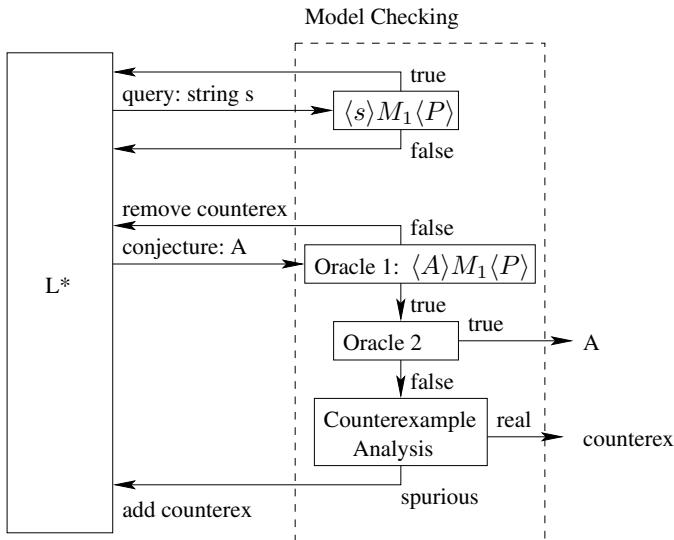 Model Checking
true
query: string s
⟨s⟩M₁⟨P⟩
false
remove counterex
false
conjecture: A
Oracle 1: ⟨A⟩M₁⟨P⟩
L*
true
Oracle 2
true
A
false
Counterexample
Analysis
real
counterex
spurious
add counterex